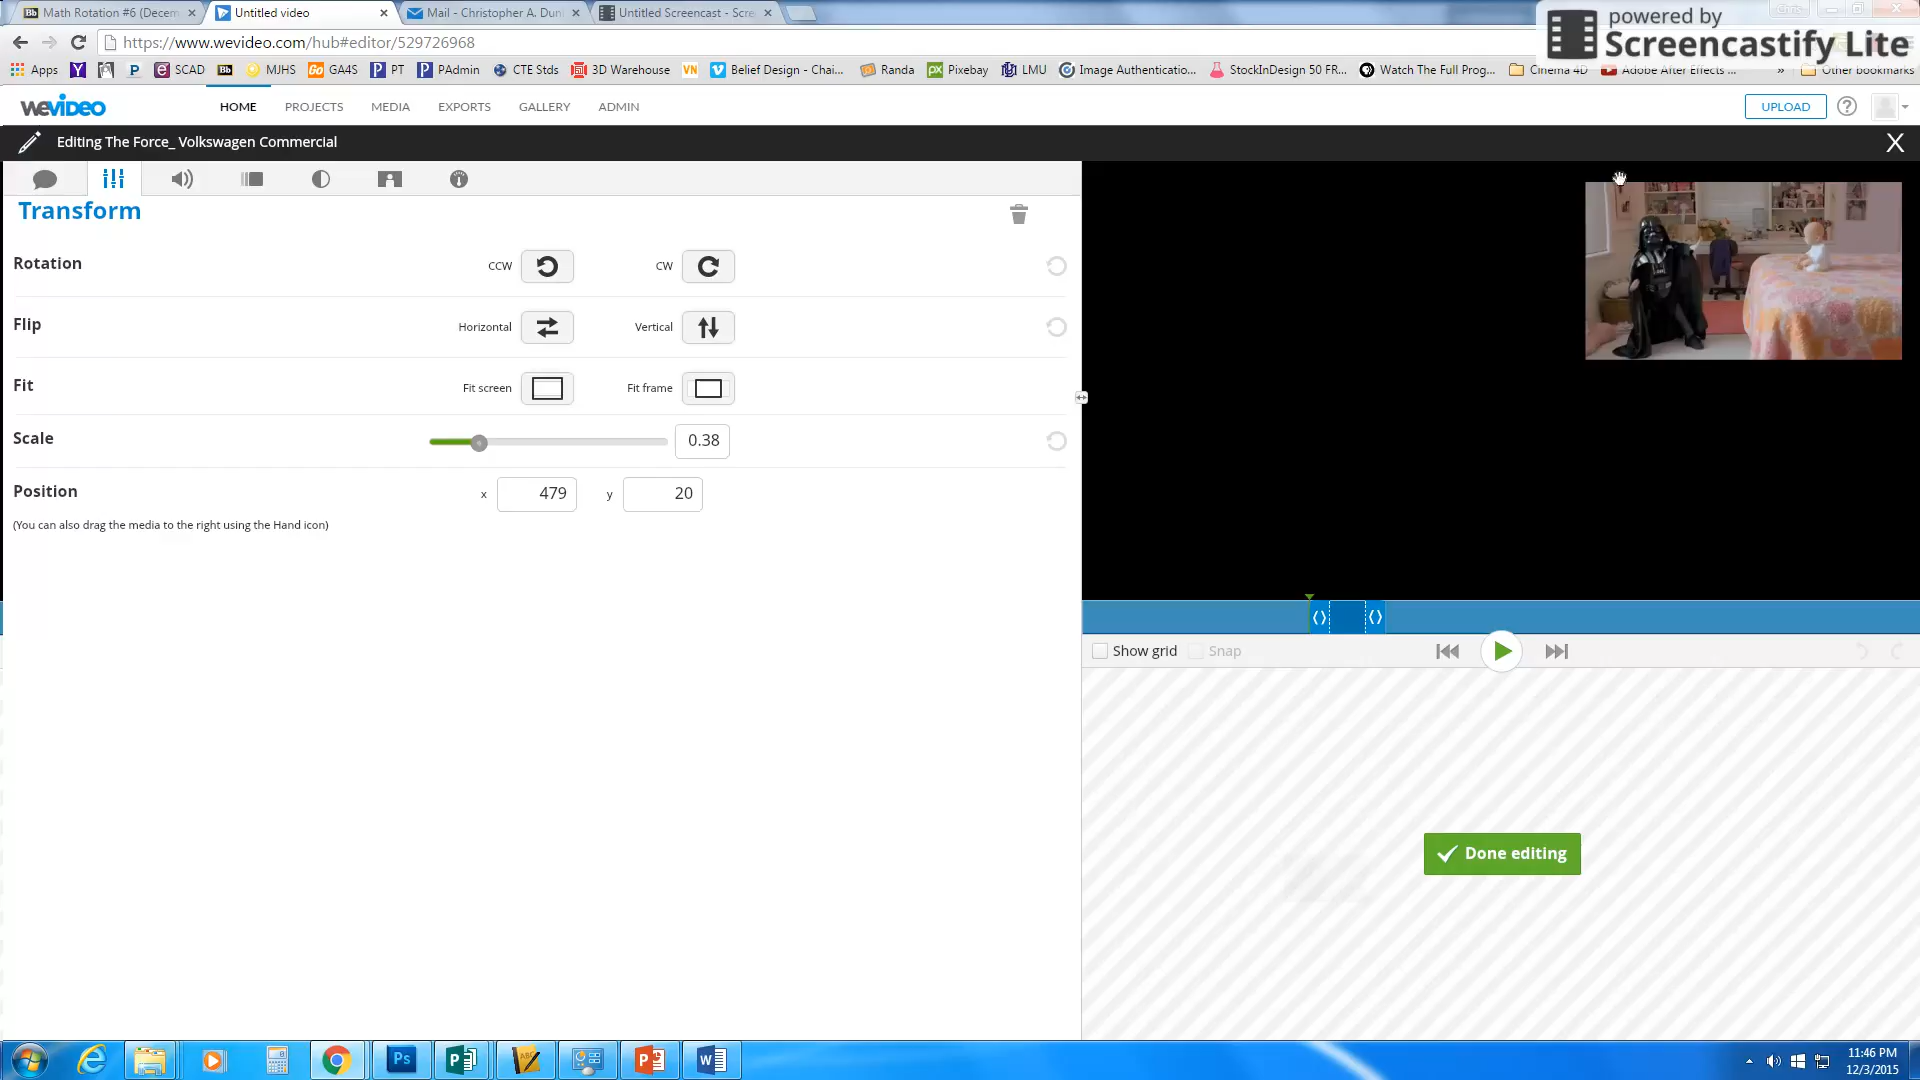 Math Rotation #6 (Decem
Untitled video
Mail - Christopher A. Dun
Untitled Screencast - Scre
powered by
Screencastify Lite
https://www.wevideo.com/hub#editor/529726968
Apps
SCAD
Bb
MJHS
GA4S
PT
PAdmin
CTE Stds
3D Warehouse
VN
Belief Design - Chai...
Randa
Pixebay
LMU
Image Authenticatio...
StockInDesign 50 FR...
Watch The Full Prog...
Cinema 4D
Adobe After Effects ...
» Other bookmarks
wevideo
HOME
PROJECTS
MEDIA
EXPORTS
GALLERY
ADMIN
UPLOAD
Editing The Force_ Volkswagen Commercial
X
Transform
Rotation
CCW
CW
Flip
Horizontal
Vertical
Fit
Fit screen
Fit frame
Scale
0.38
Position
x 479 y 20
(You can also drag the media to the right using the Hand icon)
Show grid
Snap
Done editing
11:46 PM
12/3/2015